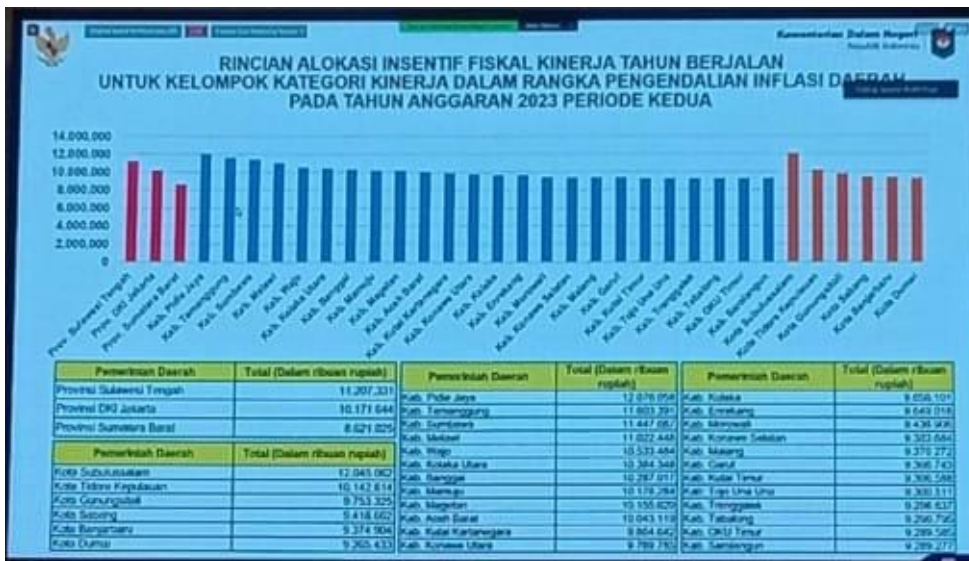 Kementerian Dalam Negeri
Republik Indonesia
RINCIAN ALOKASI INSENTIF FISKAL KINERJA TAHUN BERJALAN
UNTUK KELOMPOK KATEGORI KINERJA DALAM RANGKA PENGENDALIAN INFLASI DAERAH
PADA TAHUN ANGGARAN 2023 PERIODE KEDUA
14.000.000
12.000.000
10.000.000
8.000.000
6.000.000
4.000.000
2.000.000
0
Prov. Sulawesi Tengah
Prov. DKI Jakarta
Prov. Sumatera Barat
Kab. Pidie Jaya
Kab. Temanggung
Kab. Sumbawa
Kab. Melawi
Kab. Wajo
Kab. Kolaka Utara
Kab. Banggai
Kab. Mamuju
Kab. Magetan
Kab. Aceh Barat
Kab. Kutai Kartanegara
Kab. Konawe Utara
Kab. Kolaka
Kab. Enrekang
Kab. Morowali
Kab. Konawe Selatan
Kab. Malang
Kab. Garut
Kab. Kutai Timur
Kab. Tojo Una Una
Kab. Trenggalek
Kab. Tabalong
Kab. OKU Timur
Kab. Sarolangun
Kota Subulussalam
Kota Tidore Kepulauan
Kota Gunungsitoli
Kota Sabang
Kota Banjarbaru
Kota Dumai
Pemerintah Daerah Total (Dalam ribuan rupiah)
Provinsi Sulawesi Tengah 11.207.331
Provinsi DKI Jakarta 10.171.644
Provinsi Sumatera Barat 8.621.025
Pemerintah Daerah Total (Dalam ribuan rupiah)
Kota Subulussalam 12.045.062
Kota Tidore Kepulauan 10.142.614
Kota Gunungsitoli 9.753.325
Kota Sabang 9.418.602
Kota Banjarbaru 9.374.904
Kota Dumai 9.265.433
Pemerintah Daerah Total (Dalam ribuan rupiah)
Kab. Pidie Jaya 12.076.058
Kab. Temanggung 11.603.391
Kab. Sumbawa 11.447.087
Kab. Melawi 11.022.448
Kab. Wajo 10.533.484
Kab. Kolaka Utara 10.384.348
Kab. Banggai 10.287.017
Kab. Mamuju 10.178.284
Kab. Magetan 10.155.829
Kab. Aceh Barat 10.043.119
Kab. Kutai Kartanegara 9.864.642
Kab. Konawe Utara 9.789.710
Pemerintah Daerah Total (Dalam ribuan rupiah)
Kab. Kolaka 9.658.101
Kab. Enrekang 9.649.018
Kab. Morowali 9.436.906
Kab. Konawe Selatan 9.383.684
Kab. Malang 9.370.272
Kab. Garut 9.366.743
Kab. Kutai Timur 9.306.588
Kab. Tojo Una Una 9.300.511
Kab. Trenggalek 9.296.637
Kab. Tabalong 9.290.790
Kab. OKU Timur 9.289.585
Kab. Sarolangun 9.289.277